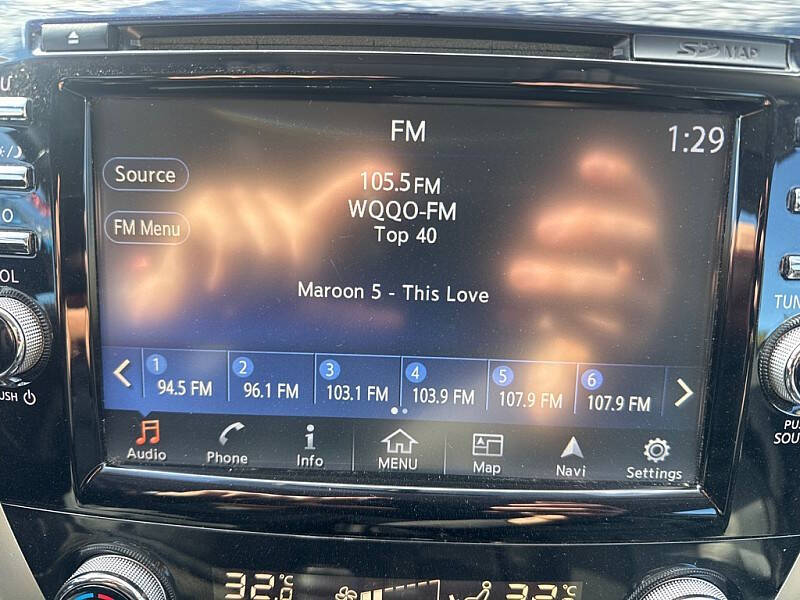 SD MAP
FM
1:29
Source
105.5 FM
WQQO-FM
FM Menu
Top 40
Maroon 5 - This Love
1 94.5 FM
2 96.1 FM
3 103.1 FM
4 103.9 FM
5 107.9 FM
6 107.9 FM
Audio
Phone
Info
MENU
Map
Navi
Settings